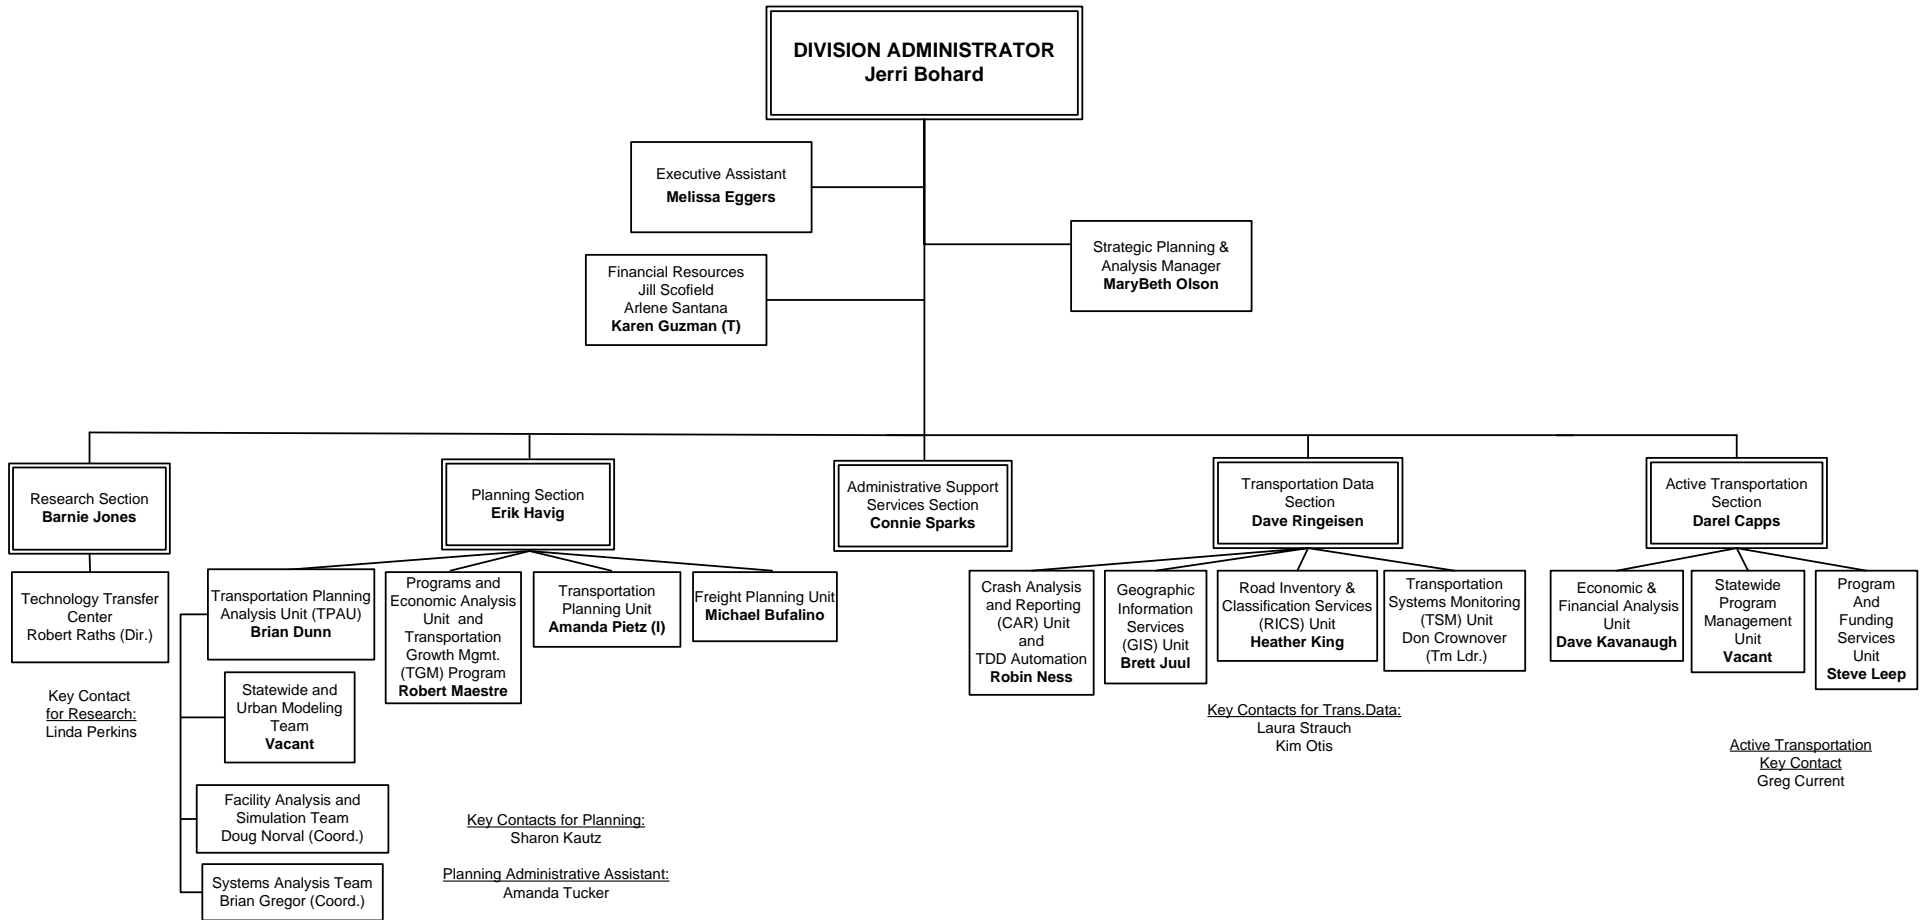 DIVISION ADMINISTRATOR
Jerri Bohard
Executive Assistant
Melissa Eggers
Strategic Planning &
Analysis Manager
MaryBeth Olson
Financial Resources
Jill Scofield
Arlene Santana
Karen Guzman (T)
Research Section
Barnie Jones
Planning Section
Erik Havig
Administrative Support
Services Section
Connie Sparks
Transportation Data
Section
Dave Ringeisen
Active Transportation
Section
Darel Capps
Technology Transfer
Center
Robert Raths (Dir.)
Transportation Planning
Analysis Unit (TPAU)
Brian Dunn
Programs and
Economic Analysis
Unit and
Transportation
Growth Mgmt.
(TGM) Program
Robert Maestre
Transportation
Planning Unit
Amanda Pietz (I)
Freight Planning Unit
Michael Bufalino
Crash Analysis
and Reporting
(CAR) Unit
and
TDD Automation
Robin Ness
Geographic
Information
Services
(GIS) Unit
Brett Juul
Road Inventory &
Classification Services
(RICS) Unit
Heather King
Transportation
Systems Monitoring
(TSM) Unit
Don Crownover
(Tm Ldr.)
Economic &
Financial Analysis
Unit
Dave Kavanaugh
Statewide
Program
Management
Unit
Vacant
Program
And
Funding
Services
Unit
Steve Leep
Key Contact
for Research:
Linda Perkins
Statewide and
Urban Modeling
Team
Vacant
Key Contacts for Trans.Data:
Laura Strauch
Kim Otis
Active Transportation
Key Contact
Greg Current
Facility Analysis and
Simulation Team
Doug Norval (Coord.)
Key Contacts for Planning:
Sharon Kautz
Systems Analysis Team
Brian Gregor (Coord.)
Planning Administrative Assistant:
Amanda Tucker